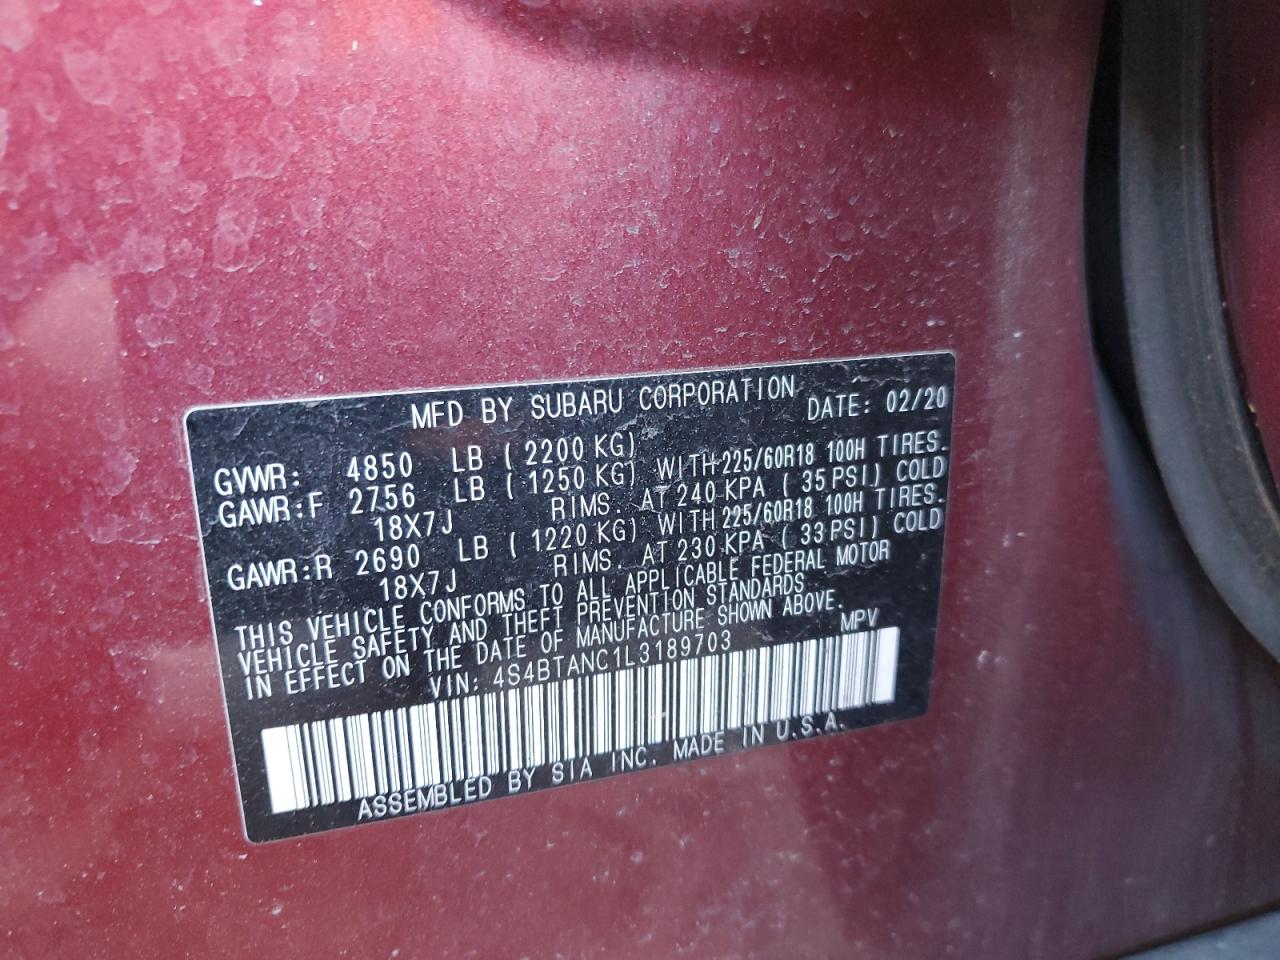 MFD BY SUBARU CORPORATION DATE: 02/20
GVWR: 4850 LB ( 2200 KG)
GAWR:F 2756 LB ( 1250 KG) WITH 225/60R18 100H TIRES.
18X7J RIMS. AT 240 KPA ( 35 PSI) COLD
GAWR:R 2690 LB ( 1220 KG) WITH 225/60R18 100H TIRES.
18X7J RIMS. AT 230 KPA ( 33 PSI) COLD
THIS VEHICLE CONFORMS TO ALL APPLICABLE FEDERAL MOTOR
VEHICLE SAFETY AND THEFT PREVENTION STANDARDS
IN EFFECT ON THE DATE OF MANUFACTURE SHOWN ABOVE.
VIN: 4S4BTANC1L3189703 MPV
ASSEMBLED BY SIA INC. MADE IN U.S.A.